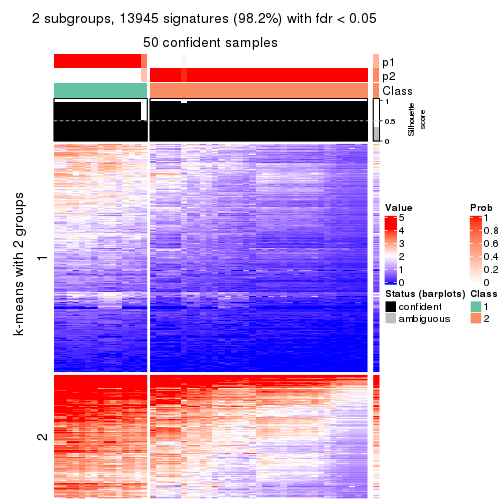 2 subgroups, 13945 signatures (98.2%) with fdr < 0.05
50 confident samples
p1
p2
Class
1
0.5
0
Silhouette
score
k-means with 2 groups
1
2
Value
5
4
3
2
1
0
Prob
1
0.8
0.6
0.4
0.2
0
Status (barplots)
confident
ambiguous
Class
1
2